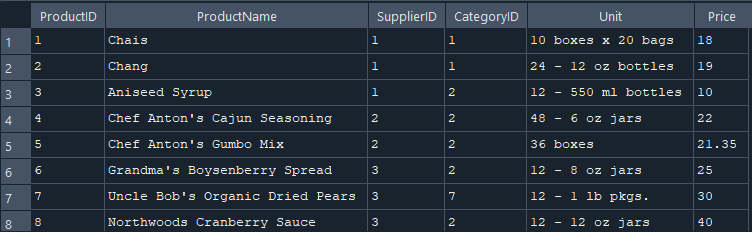 ProductID ProductName SupplierID CategoryID Unit Price
1 1 Chais 1 1 10 boxes x 20 bags 18
2 2 Chang 1 1 24 - 12 oz bottles 19
3 3 Aniseed Syrup 1 2 12 - 550 ml bottles 10
4 4 Chef Anton's Cajun Seasoning 2 2 48 - 6 oz jars 22
5 5 Chef Anton's Gumbo Mix 2 2 36 boxes 21.35
6 6 Grandma's Boysenberry Spread 3 2 12 - 8 oz jars 25
7 7 Uncle Bob's Organic Dried Pears 3 7 12 - 1 lb pkgs. 30
8 8 Northwoods Cranberry Sauce 3 2 12 - 12 oz jars 40